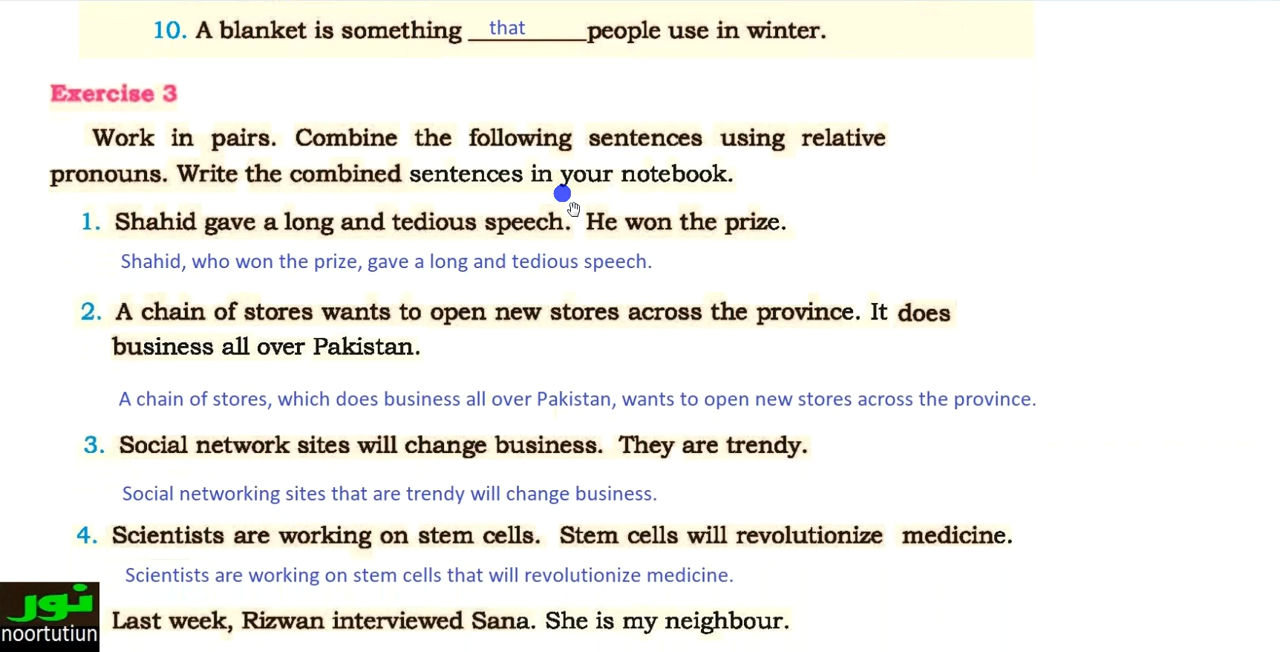 10. A blanket is something ___that___ people use in winter.
Exercise 3
Work in pairs. Combine the following sentences using relative
pronouns. Write the combined sentences in your notebook.
1. Shahid gave a long and tedious speech. He won the prize.
Shahid, who won the prize, gave a long and tedious speech.
2. A chain of stores wants to open new stores across the province. It does
business all over Pakistan.
A chain of stores, which does business all over Pakistan, wants to open new stores across the province.
3. Social network sites will change business. They are trendy.
Social networking sites that are trendy will change business.
4. Scientists are working on stem cells. Stem cells will revolutionize medicine.
Scientists are working on stem cells that will revolutionize medicine.
نور
noortutiun
Last week, Rizwan interviewed Sana. She is my neighbour.